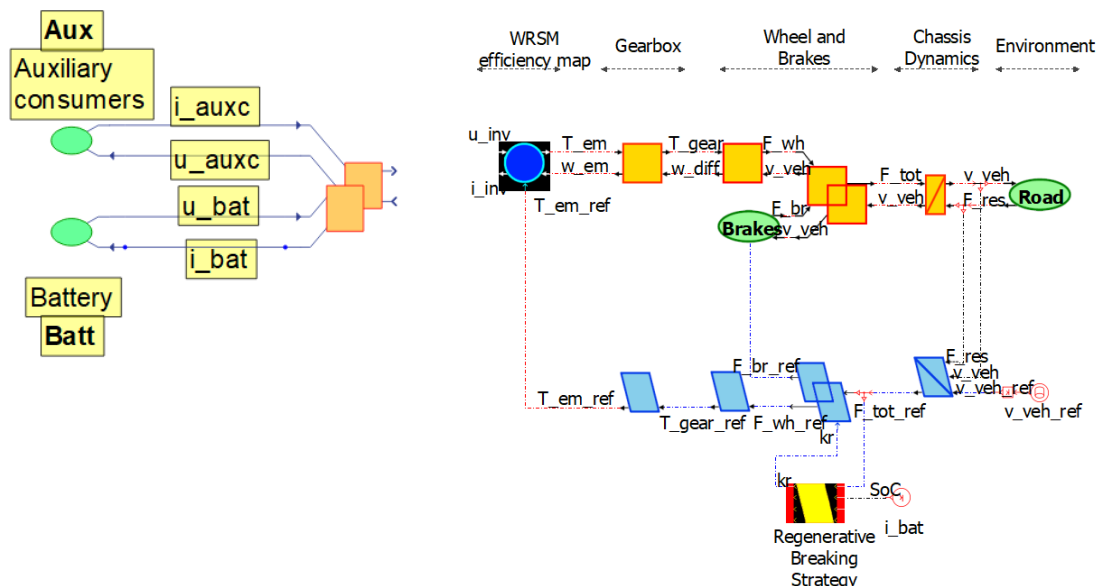 Aux
Auxiliary
consumers
i_auxc
u_auxc
u_bat
i_bat
Battery
Batt
WRSM
efficiency map
Gearbox
Wheel and
Brakes
Chassis
Dynamics
Environment
u_inv
i_inv
T_em
w_em
T_em_ref
T_gear
w_diff
F_wh
v_veh
F_br
v_veh
Brakes
F_tot
v_veh
v_veh
F_res
Road
F_res
v_veh
v_veh_ref
v_veh_ref
F_br_ref
T_em_ref
T_gear_ref
F_wh_ref
F_tot_ref
kr
kr
SoC
i_bat
Regenerative
Breaking
Strategy